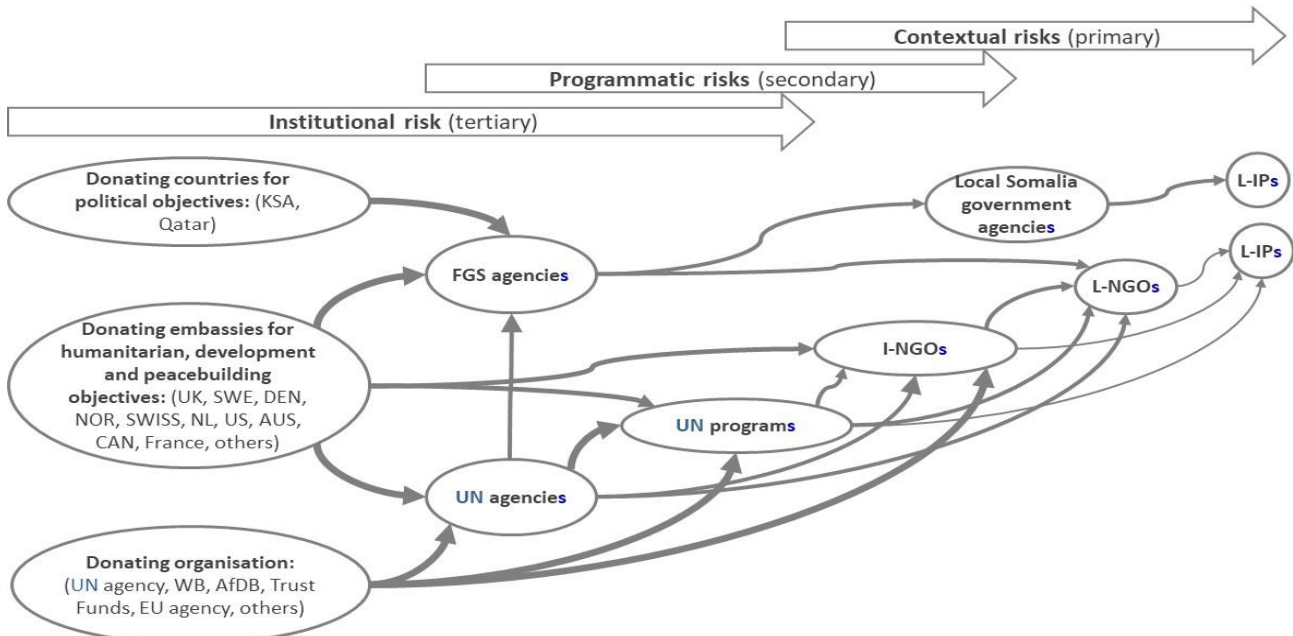 Contextual risks (primary)
Programmatic risks (secondary)
Institutional risk (tertiary)
Donating countries for
political objectives: (KSA,
Qatar)
Local Somalia
government
agencies
L-IPs
L-IPs
FGS agencies
L-NGOs
Donating embassies for
humanitarian, development
and peacebuilding
objectives: (UK, SWE, DEN,
NOR, SWISS, NL, US, AUS,
CAN, France, others)
I-NGOs
UN programs
UN agencies
Donating organisation:
(UN agency, WB, AfDB, Trust
Funds, EU agency, others)